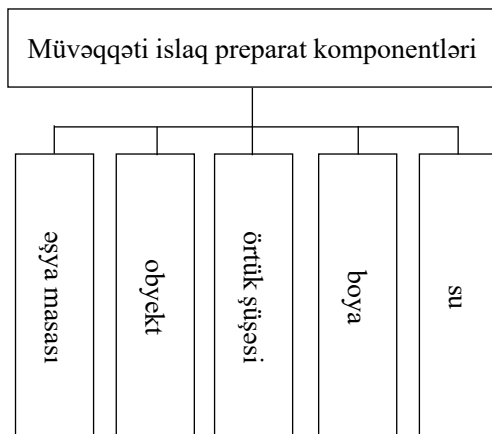 Müvəqqəti islaq preparat komponentləri
əşya masası
obyekt
örtük şüşəsi
boya
su